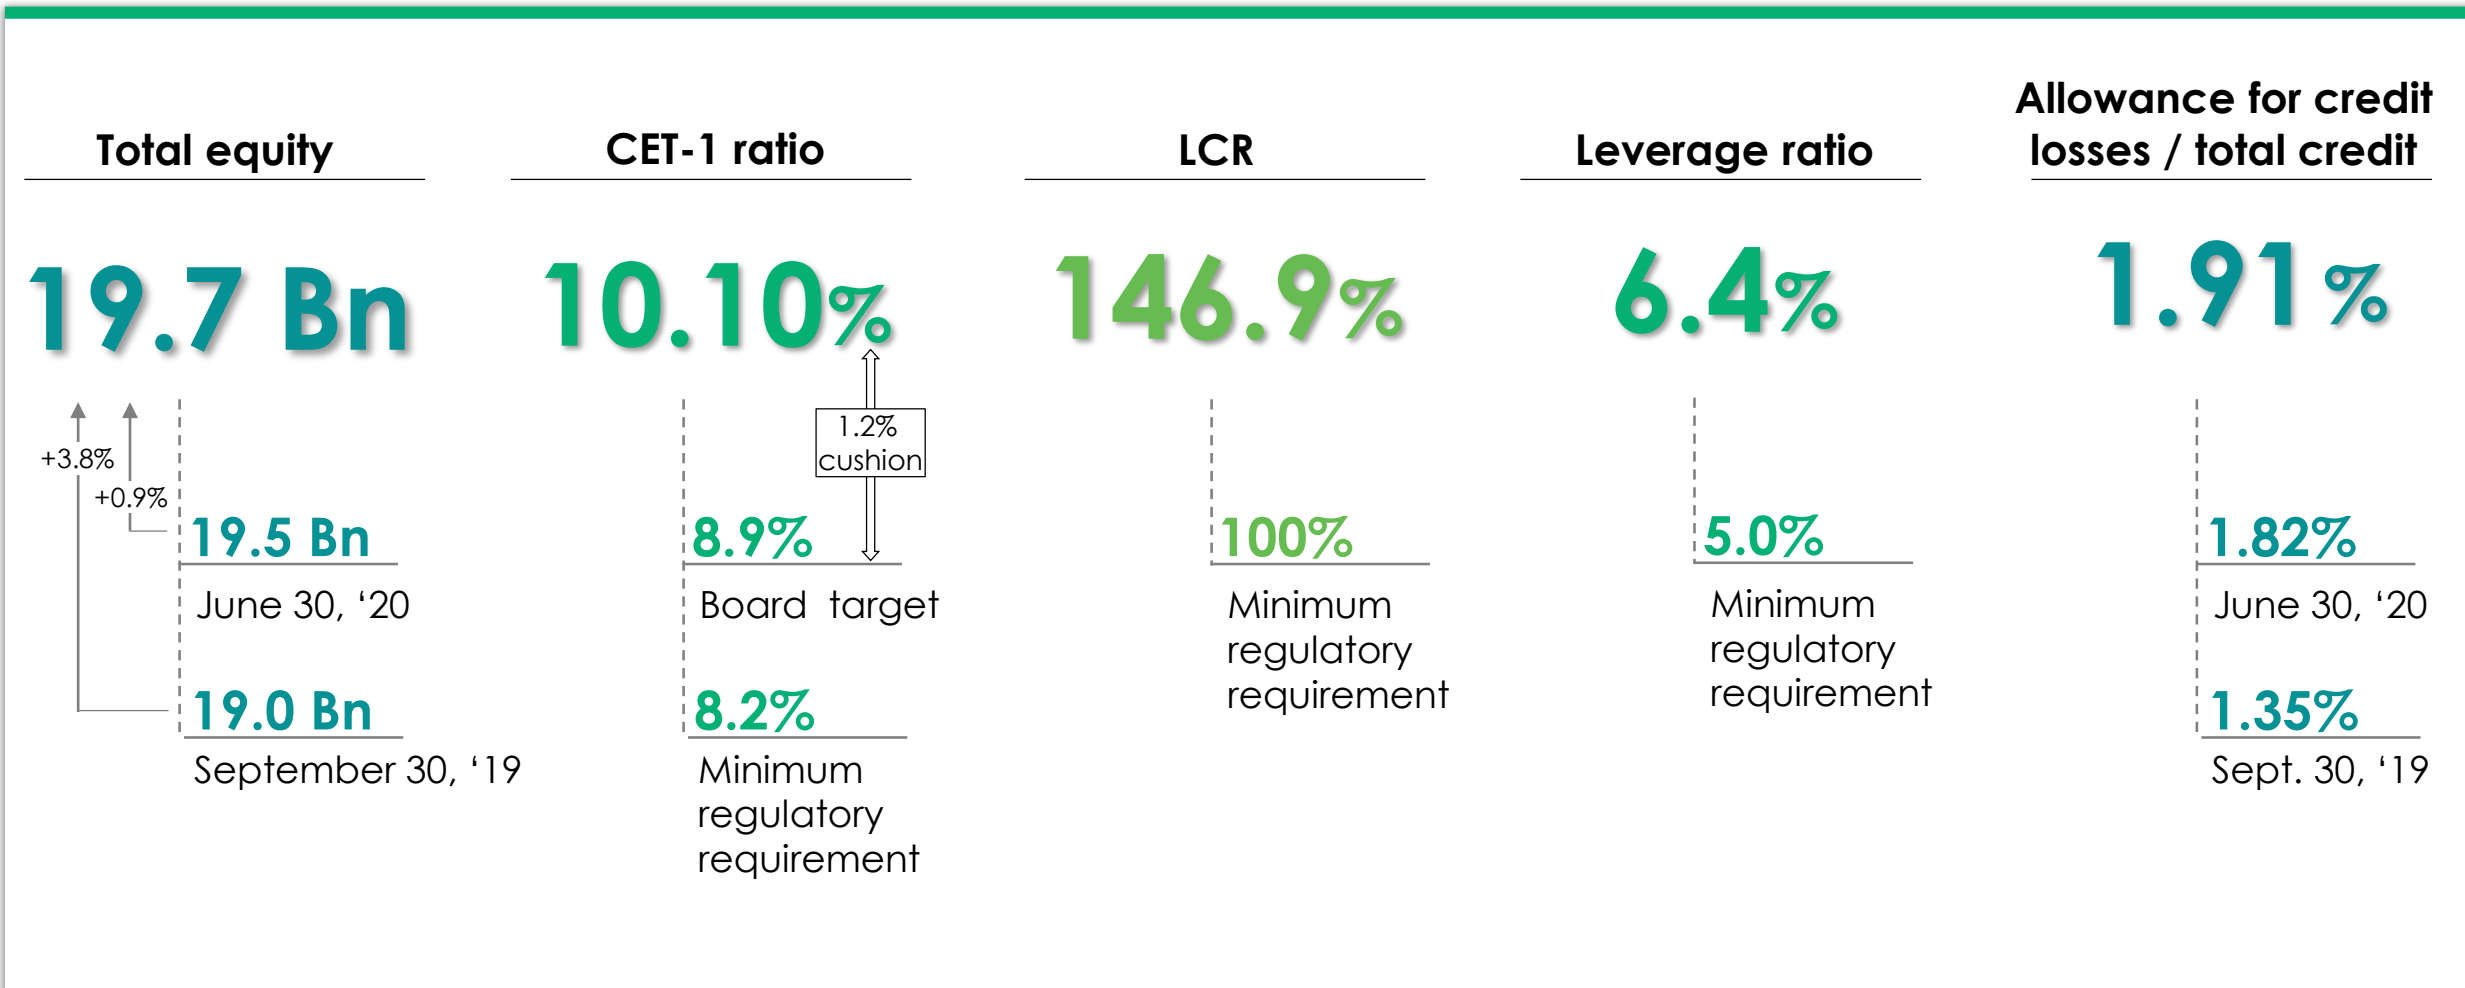 Total equity
19.7 Bn
+3.8%
+0.9%
19.5 Bn
June 30, ‘20
19.0 Bn
September 30, ‘19
CET-1 ratio
10.10%
1.2%
cushion
8.9%
Board target
8.2%
Minimum
regulatory
requirement
LCR
146.9%
100%
Minimum
regulatory
requirement
Leverage ratio
6.4%
5.0%
Minimum
regulatory
requirement
Allowance for credit
losses / total credit
1.91%
1.82%
June 30, ‘20
1.35%
Sept. 30, ‘19